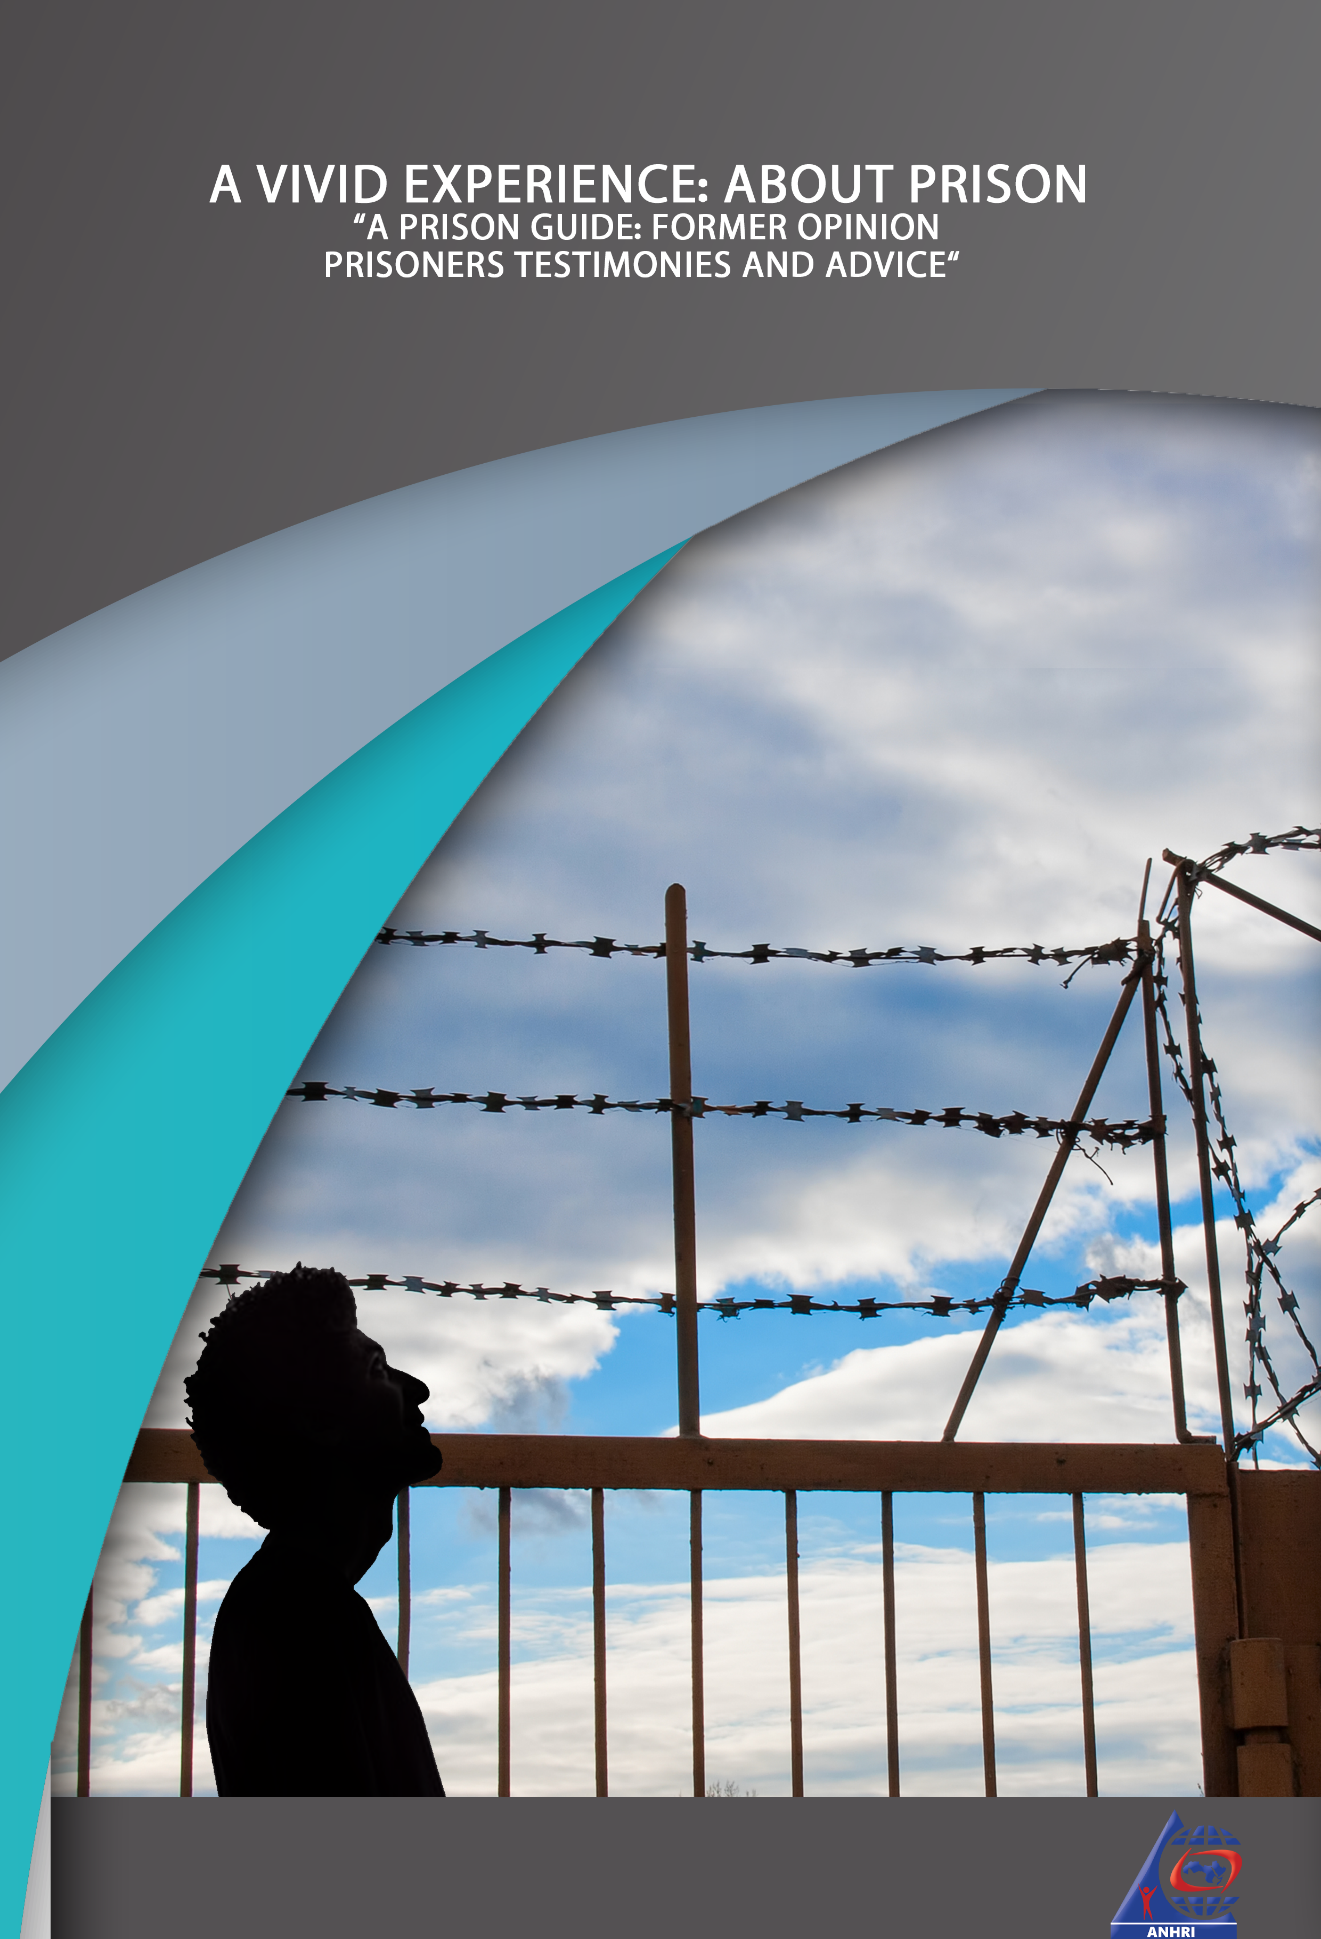 A VIVID EXPERIENCE: ABOUT PRISON
“A PRISON GUIDE: FORMER OPINION
PRISONERS TESTIMONIES AND ADVICE“
ANHRI